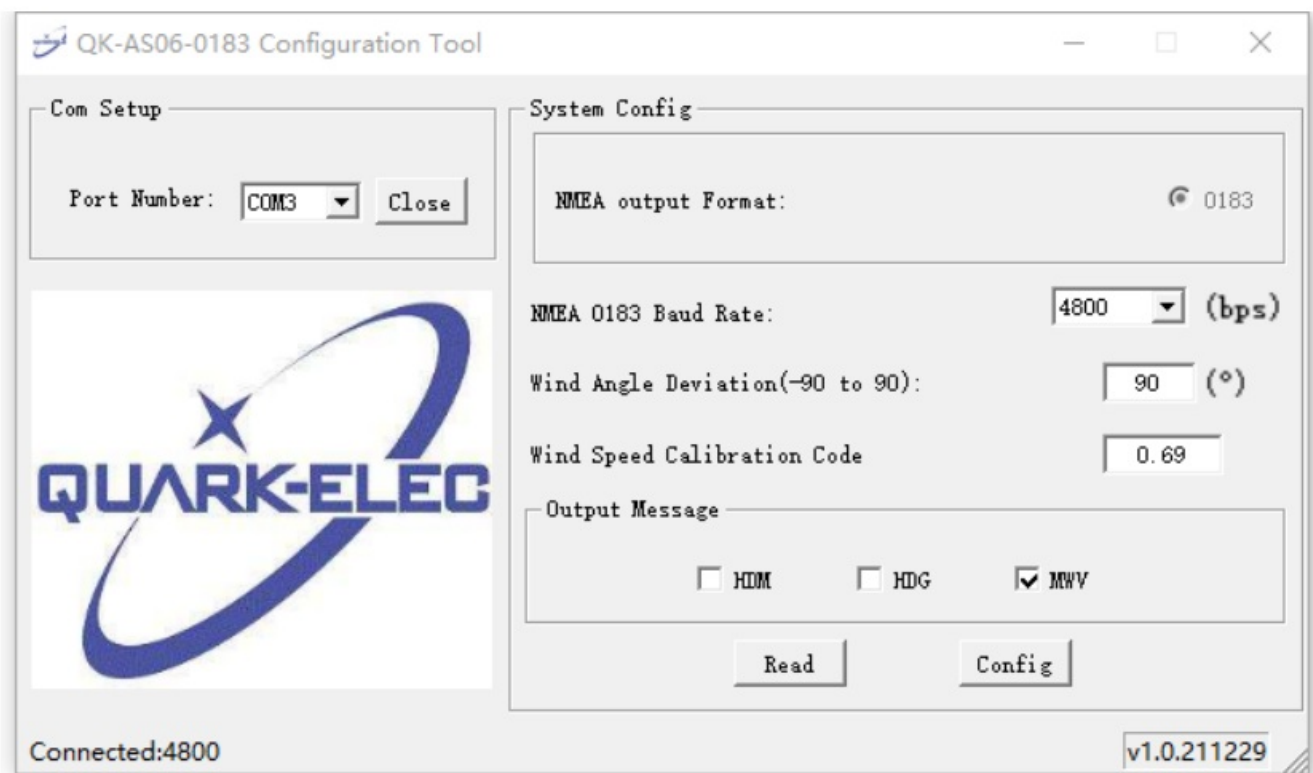 QK-AS06-0183 Configuration Tool
Com Setup
Port Number: COM3 Close
QUARK-ELEC
System Config
NMEA output Format: 0183
NMEA 0183 Baud Rate: 4800 (bps)
Wind Angle Deviation(-90 to 90): 90 (°)
Wind Speed Calibration Code 0.69
Output Message
HDM HDG MWV
Read Config
Connected:4800 v1.0.211229